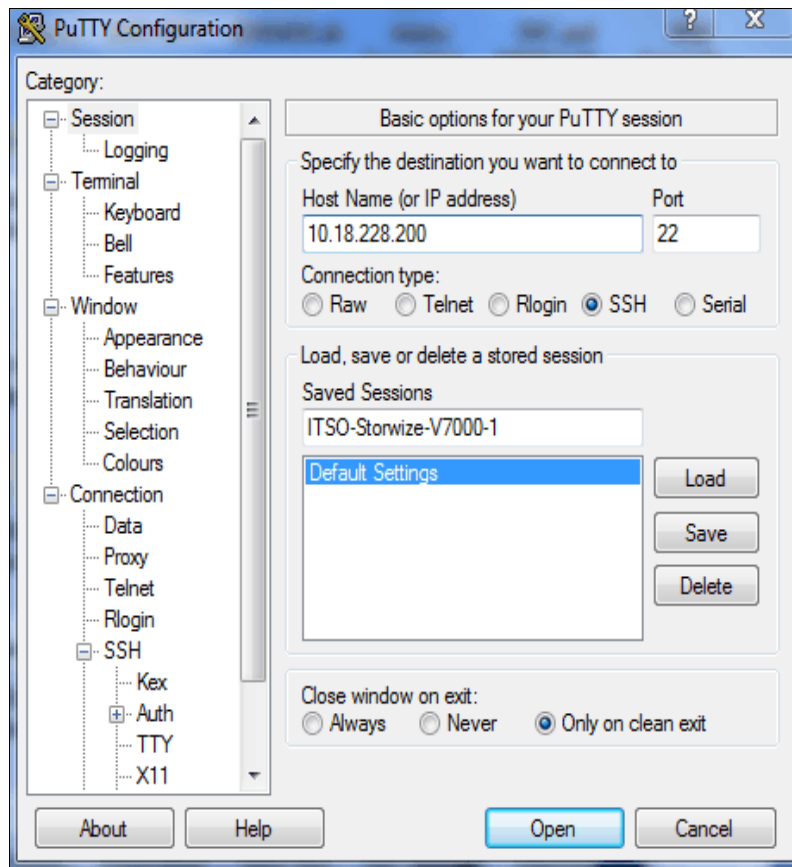 PuTTY Configuration
?
X
Category:
Session
Logging
Terminal
Keyboard
Bell
Features
Window
Appearance
Behaviour
Translation
Selection
Colours
Connection
Data
Proxy
Telnet
Rlogin
SSH
Kex
Auth
TTY
X11
Basic options for your PuTTY session
Specify the destination you want to connect to
Host Name (or IP address) Port
10.18.228.200 22
Connection type:
Raw Telnet Rlogin SSH Serial
Load, save or delete a stored session
Saved Sessions
ITSO-Storwize-V7000-1
Default Settings
Load
Save
Delete
Close window on exit:
Always Never Only on clean exit
About Help Open Cancel